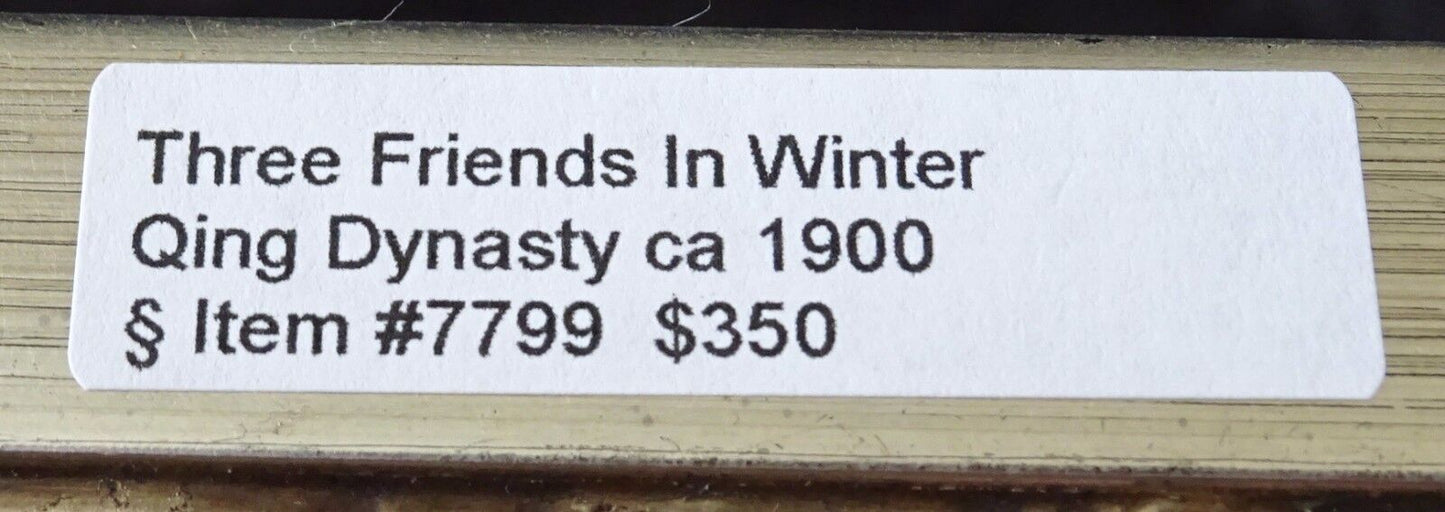 Three Friends In Winter
Qing Dynasty ca 1900
§ Item #7799 $350